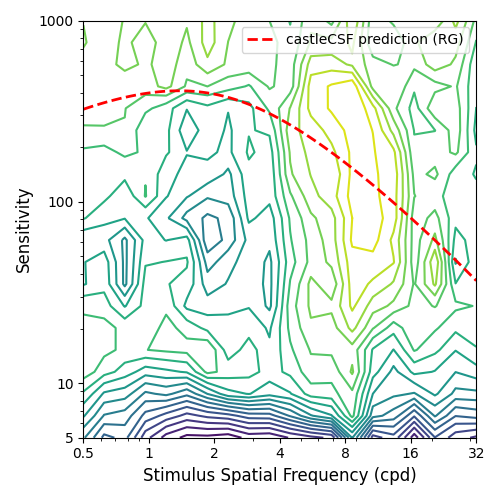 castleCSF prediction (RG)
Sensitivity
1000
100
10
5
0.5 1 2 4 8 16 32
Stimulus Spatial Frequency (cpd)